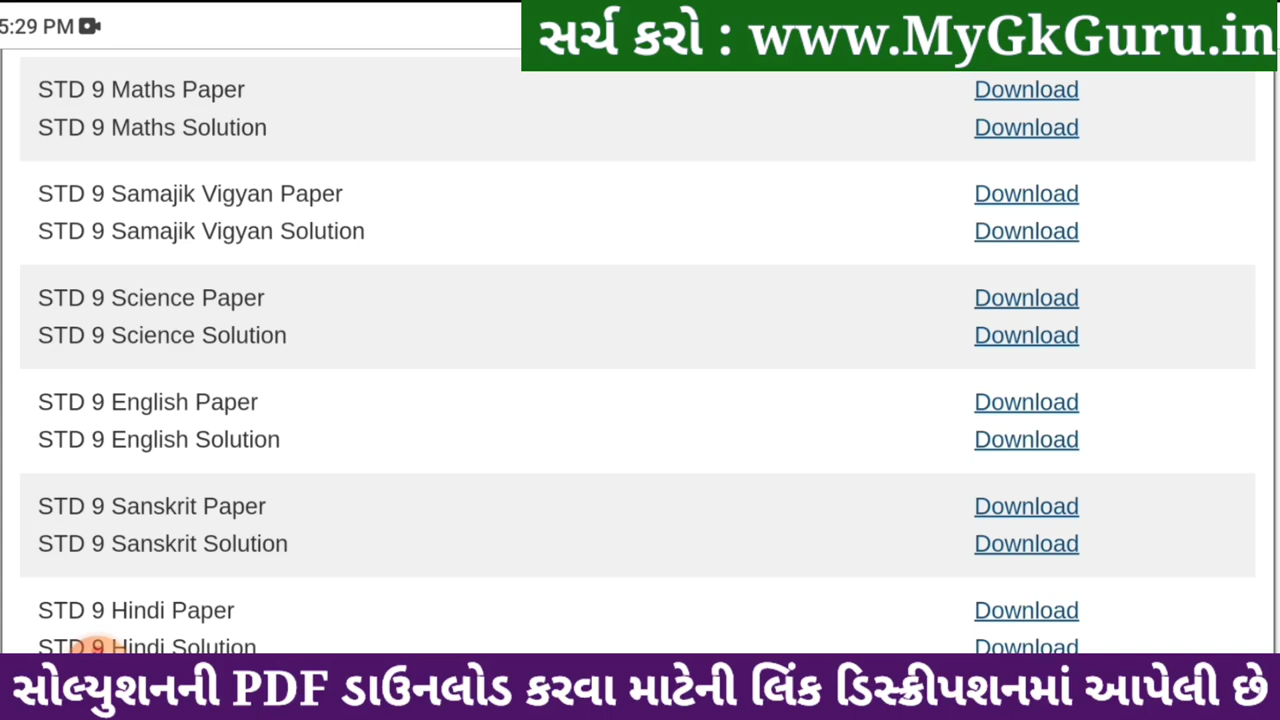 5:29 PM
સર્ચ કરો : www.MyGkGuru.in
STD 9 Maths Paper Download
STD 9 Maths Solution Download
STD 9 Samajik Vigyan Paper Download
STD 9 Samajik Vigyan Solution Download
STD 9 Science Paper Download
STD 9 Science Solution Download
STD 9 English Paper Download
STD 9 English Solution Download
STD 9 Sanskrit Paper Download
STD 9 Sanskrit Solution Download
STD 9 Hindi Paper Download
STD 9 Hindi Solution Download
સોલ્યુશનની PDF ડાઉનલોડ કરવા માટેની લિંક ડિસ્ક્રીપશનમાં આપેલી છે